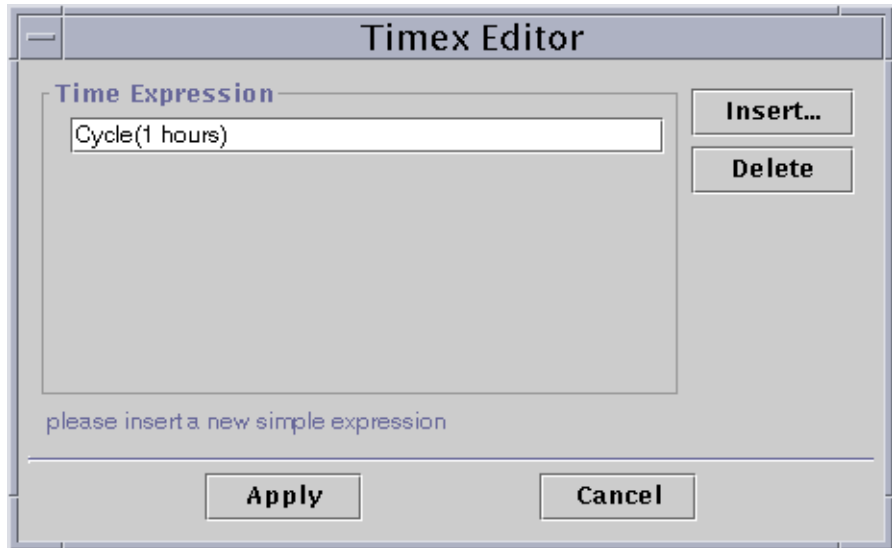 Timex Editor
Time Expression
Cycle(1 hours)
Insert...
Delete
please insert a new simple expression
Apply
Cancel